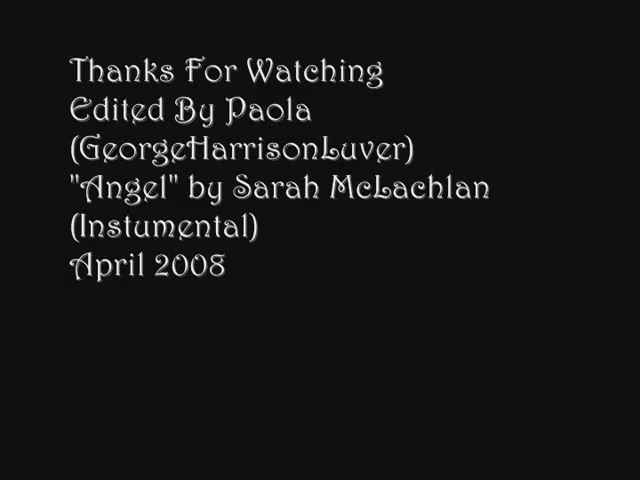 Thanks For Watching
Edited By Paola
(GeorgeHarrisonLuver)
"Angel" by Sarah McLachlan
(Instumental)
April 2008